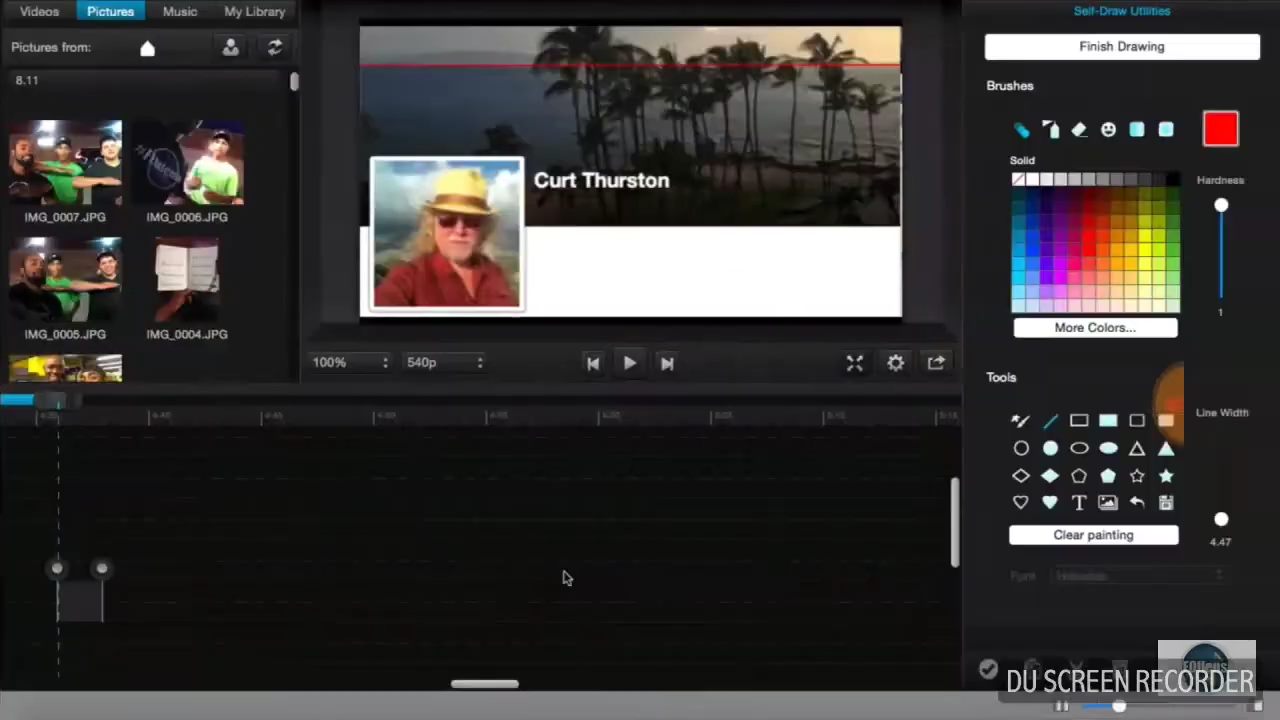 Videos
Pictures
Music
My Library
Self-Draw Utilities
Pictures from:
Finish Drawing
8.11
Brushes
Solid
Hardness
Curt Thurston
IMG_0007.JPG
IMG_0006.JPG
1
More Colors...
IMG_0005.JPG
IMG_0004.JPG
100%
540p
Tools
Line Width
T
Clear painting
4.47
Font
DU SCREEN RECORDER